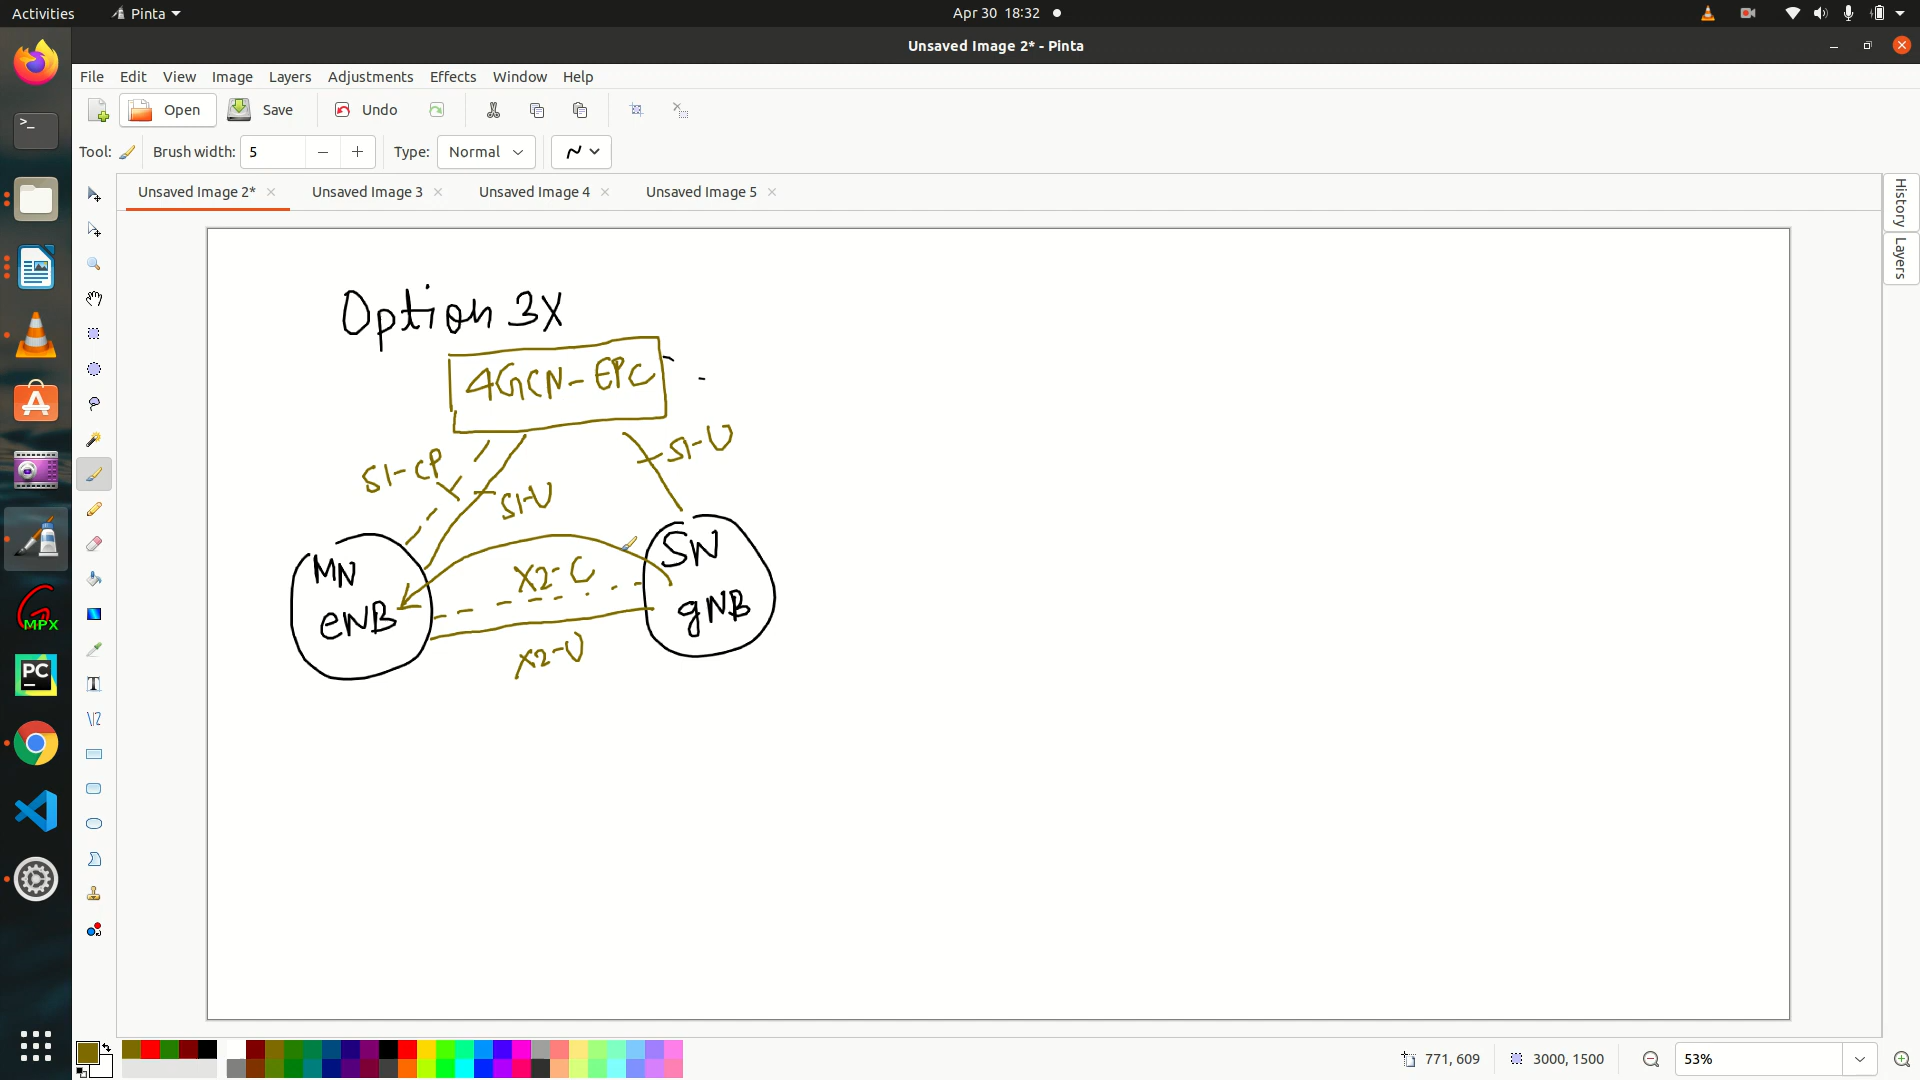 Activities
Pinta
Apr 30 18:32
Unsaved Image 2* - Pinta
File Edit View Image Layers Adjustments Effects Window Help
Open Save Undo
Tool: Brush width: 5 Type: Normal
Unsaved Image 2* Unsaved Image 3 Unsaved Image 4 Unsaved Image 5
History
Layers
Option 3X
4GCN-EPC
S1-CP
S1-U
S1-U
MN
eNB
X2-C
X2-U
SN
gNB
MPX
PC
771, 609
3000, 1500
53%